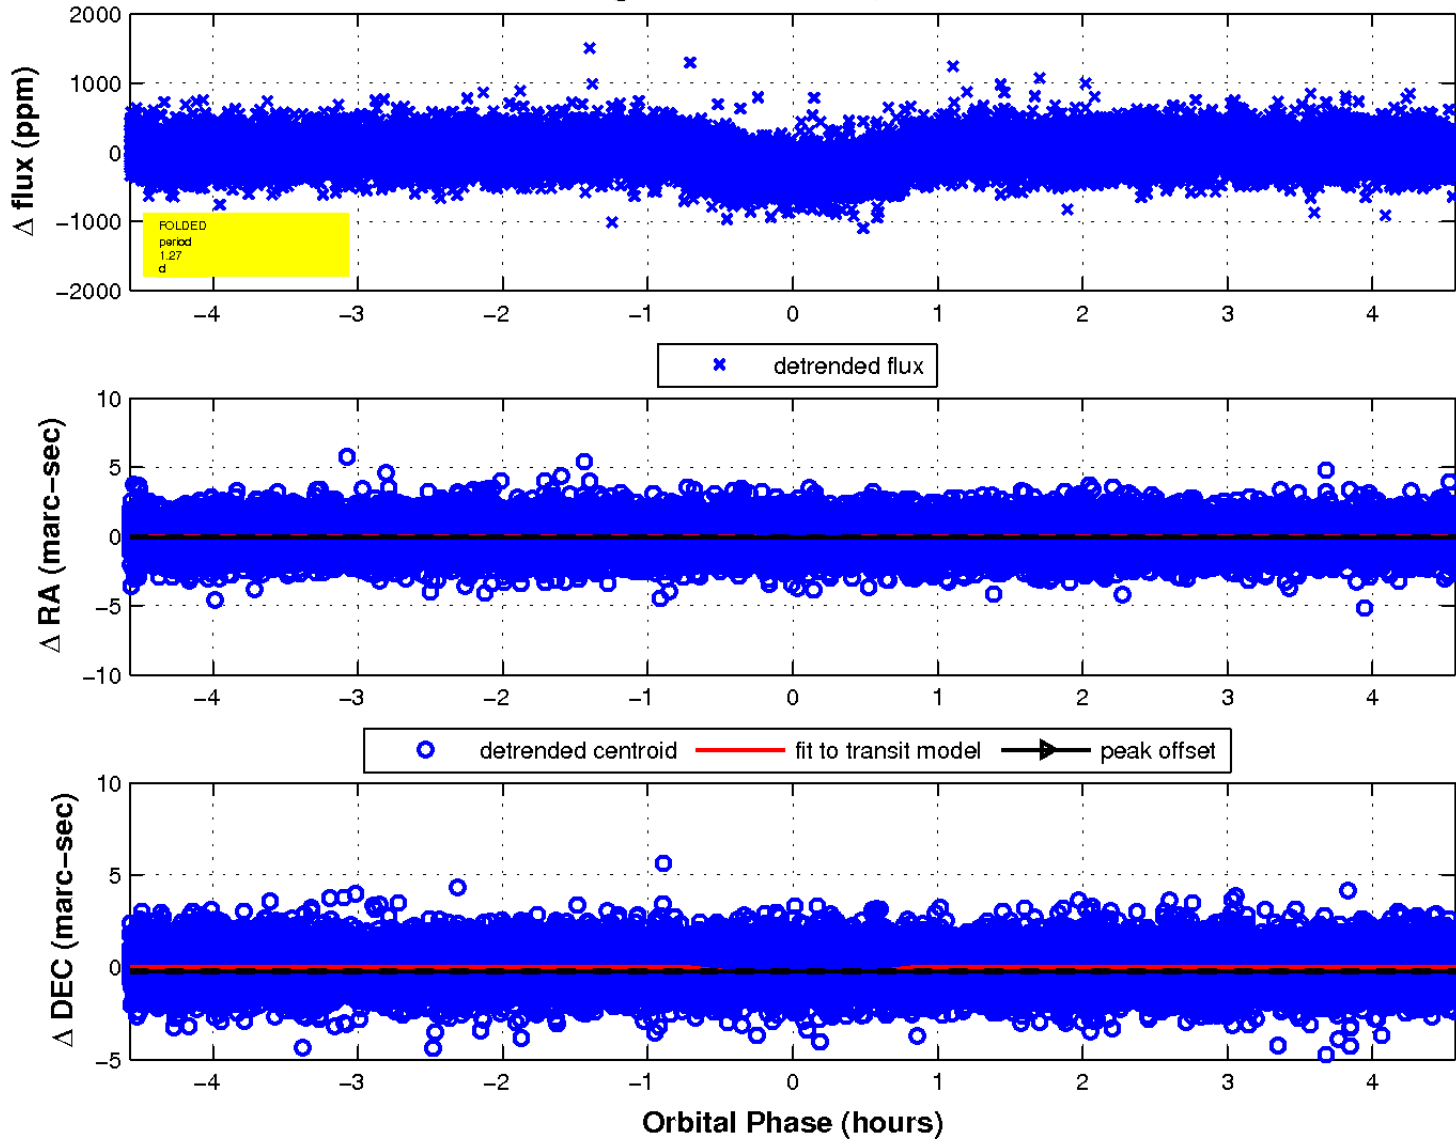 2000
1000
0
−1000
−2000
Δ flux (ppm)
FOLDED
period
1.27
d
−4 −3 −2 −1 0 1 2 3 4
detrended flux
10
5
0
−5
−10
Δ RA (marc−sec)
−4 −3 −2 −1 0 1 2 3 4
detrended centroid fit to transit model peak offset
10
5
0
−5
Δ DEC (marc−sec)
−4 −3 −2 −1 0 1 2 3 4
Orbital Phase (hours)